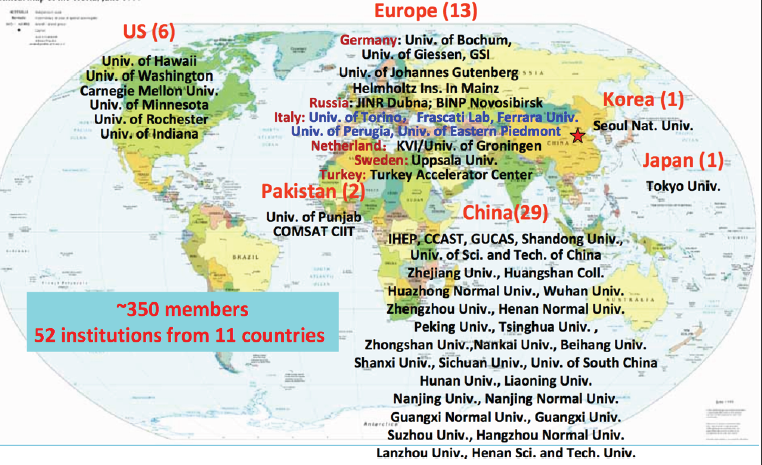 US (6)
Univ. of Hawaii
Univ. of Washington
Carnegie Mellon Univ.
Univ. of Minnesota
Univ. of Rochester
Univ. of Indiana
Europe (13)
Germany: Univ. of Bochum,
Univ. of Giessen, GSI
Univ. of Johannes Gutenberg
Helmholtz Ins. In Mainz
Russia: JINR Dubna; BINP Novosibirsk
Italy: Univ. of Torino, Frascati Lab, Ferrara Univ.
Univ. of Perugia, Univ. of Eastern Piedmont
Netherland: KVI/Univ. of Groningen
Sweden: Uppsala Univ.
Turkey: Turkey Accelerator Center
Korea (1)
Seoul Nat. Univ.
Japan (1)
Tokyo Univ.
Pakistan (2)
Univ. of Punjab
COMSAT CIIT
China(29)
IHEP, CCAST, GUCAS, Shandong Univ.,
Univ. of Sci. and Tech. of China
Zhejiang Univ., Huangshan Coll.
Huazhong Normal Univ., Wuhan Univ.
Zhengzhou Univ., Henan Normal Univ.
Peking Univ., Tsinghua Univ. ,
Zhongshan Univ.,Nankai Univ., Beihang Univ.
Shanxi Univ., Sichuan Univ., Univ. of South China
Hunan Univ., Liaoning Univ.
Nanjing Univ., Nanjing Normal Univ.
Guangxi Normal Univ., Guangxi Univ.
Suzhou Univ., Hangzhou Normal Univ.
Lanzhou Univ., Henan Sci. and Tech. Univ.
~350 members
52 institutions from 11 countries
CHINA
BRAZIL
AUSTRALIA
Antarctica